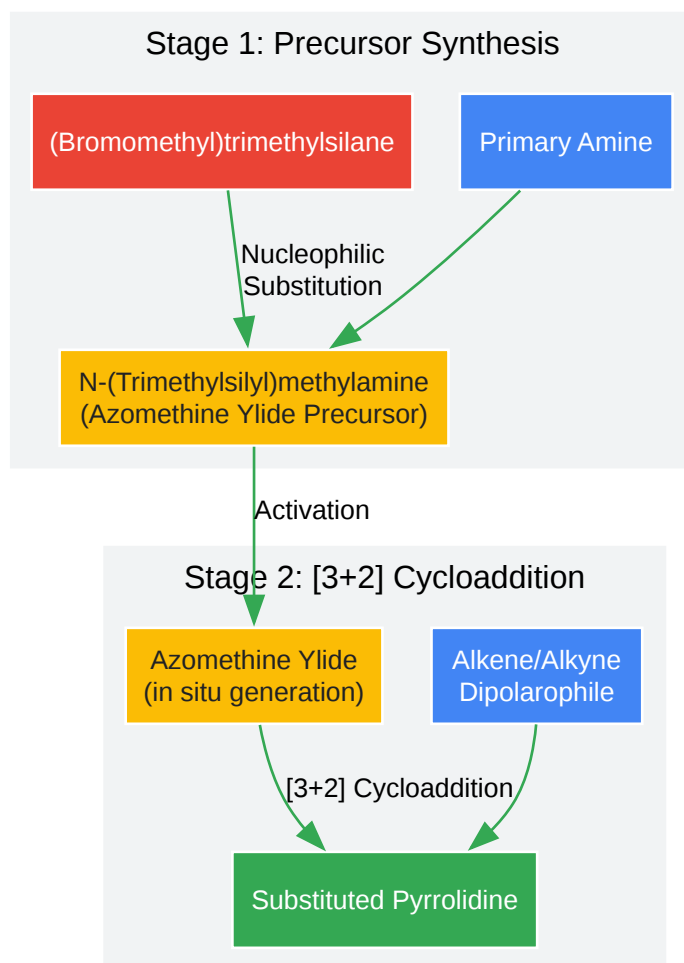 Stage 1: Precursor Synthesis
(Bromomethyl)trimethylsilane
Primary Amine
Nucleophilic
Substitution
N-(Trimethylsilyl)methylamine
(Azomethine Ylide Precursor)
Activation
Stage 2: [3+2] Cycloaddition
Azomethine Ylide
(in situ generation)
Alkene/Alkyne
Dipolarophile
[3+2] Cycloaddition
Substituted Pyrrolidine